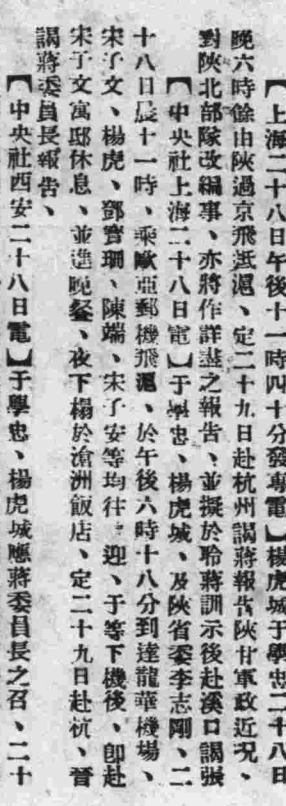 【上海二十八日午後十一時四十分發專電】楊虎城于學忠二十八日
晚六時餘由陝過京飛抵滬、定二十九日赴杭州謁蔣報告陝甘軍政近況、
對陝北部隊改編事、亦將作詳盡之報告、並擬於聆蔣訓示後赴溪口謁張
【中央社上海二十八日電】于學忠、楊虎城、及陝省委李志剛、二
十八日晨十一時、乘歐亞郵機飛滬、於午後六時十八分到達龍華機場、
宋子文、楊虎、鄧寶珊、陳端、宋子安等均往迎、于等下機後、卽赴
宋子文寓邸休息、並進晚餐、夜下榻於滄洲飯店、定二十九日赴杭、晉
謁蔣委員長報告、
【中央社西安二十八日電】于學忠、楊虎城應蔣委員長之召、二十